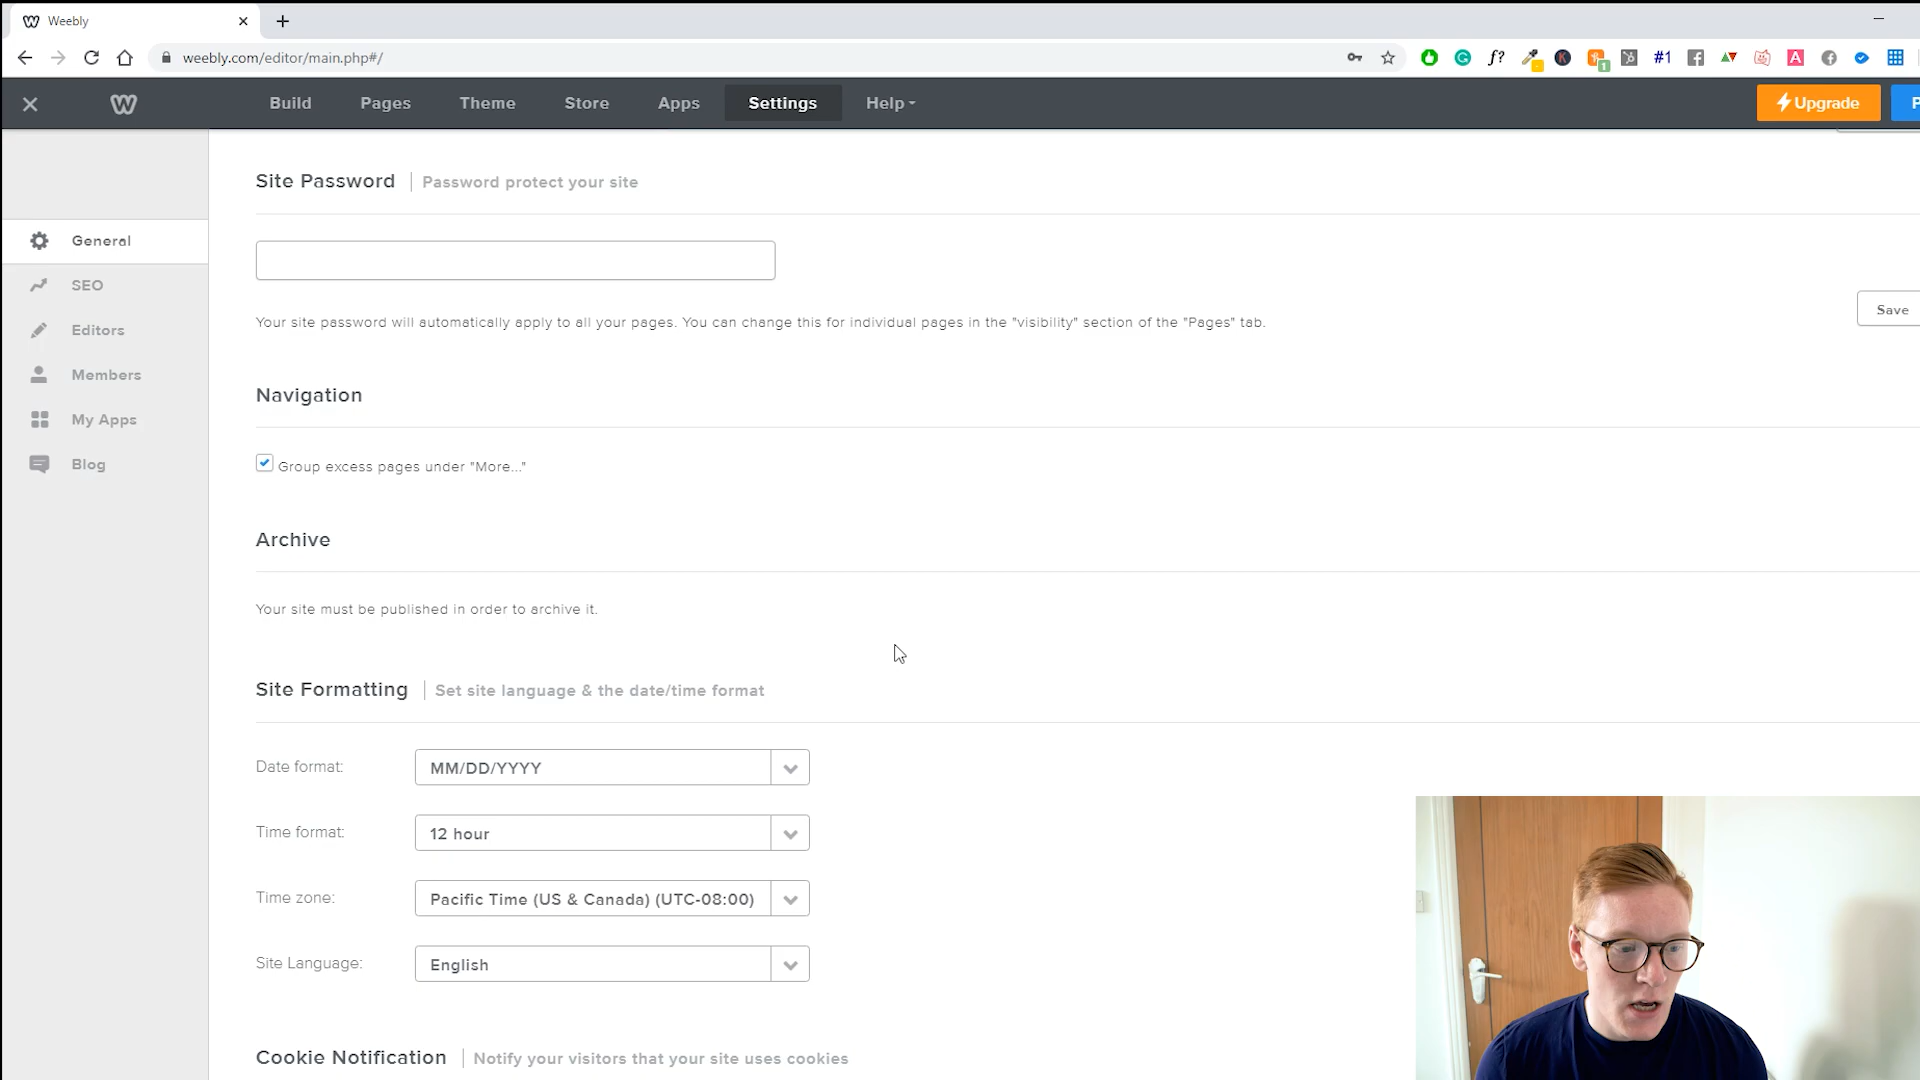 Weebly
weebly.com/editor/main.php#/
f?
K
1
#1
A
Build
Pages
Theme
Store
Apps
Settings
Help
Upgrade
P
Site Password
Password protect your site
General
SEO
Editors
Members
My Apps
Blog
Your site password will automatically apply to all your pages. You can change this for individual pages in the "visibility" section of the "Pages" tab.
Save
Navigation
Group excess pages under "More..."
Archive
Your site must be published in order to archive it.
Site Formatting
Set site language & the date/time format
Date format:
MM/DD/YYYY
Time format:
12 hour
Time zone:
Pacific Time (US & Canada) (UTC-08:00)
Site Language:
English
Cookie Notification
Notify your visitors that your site uses cookies